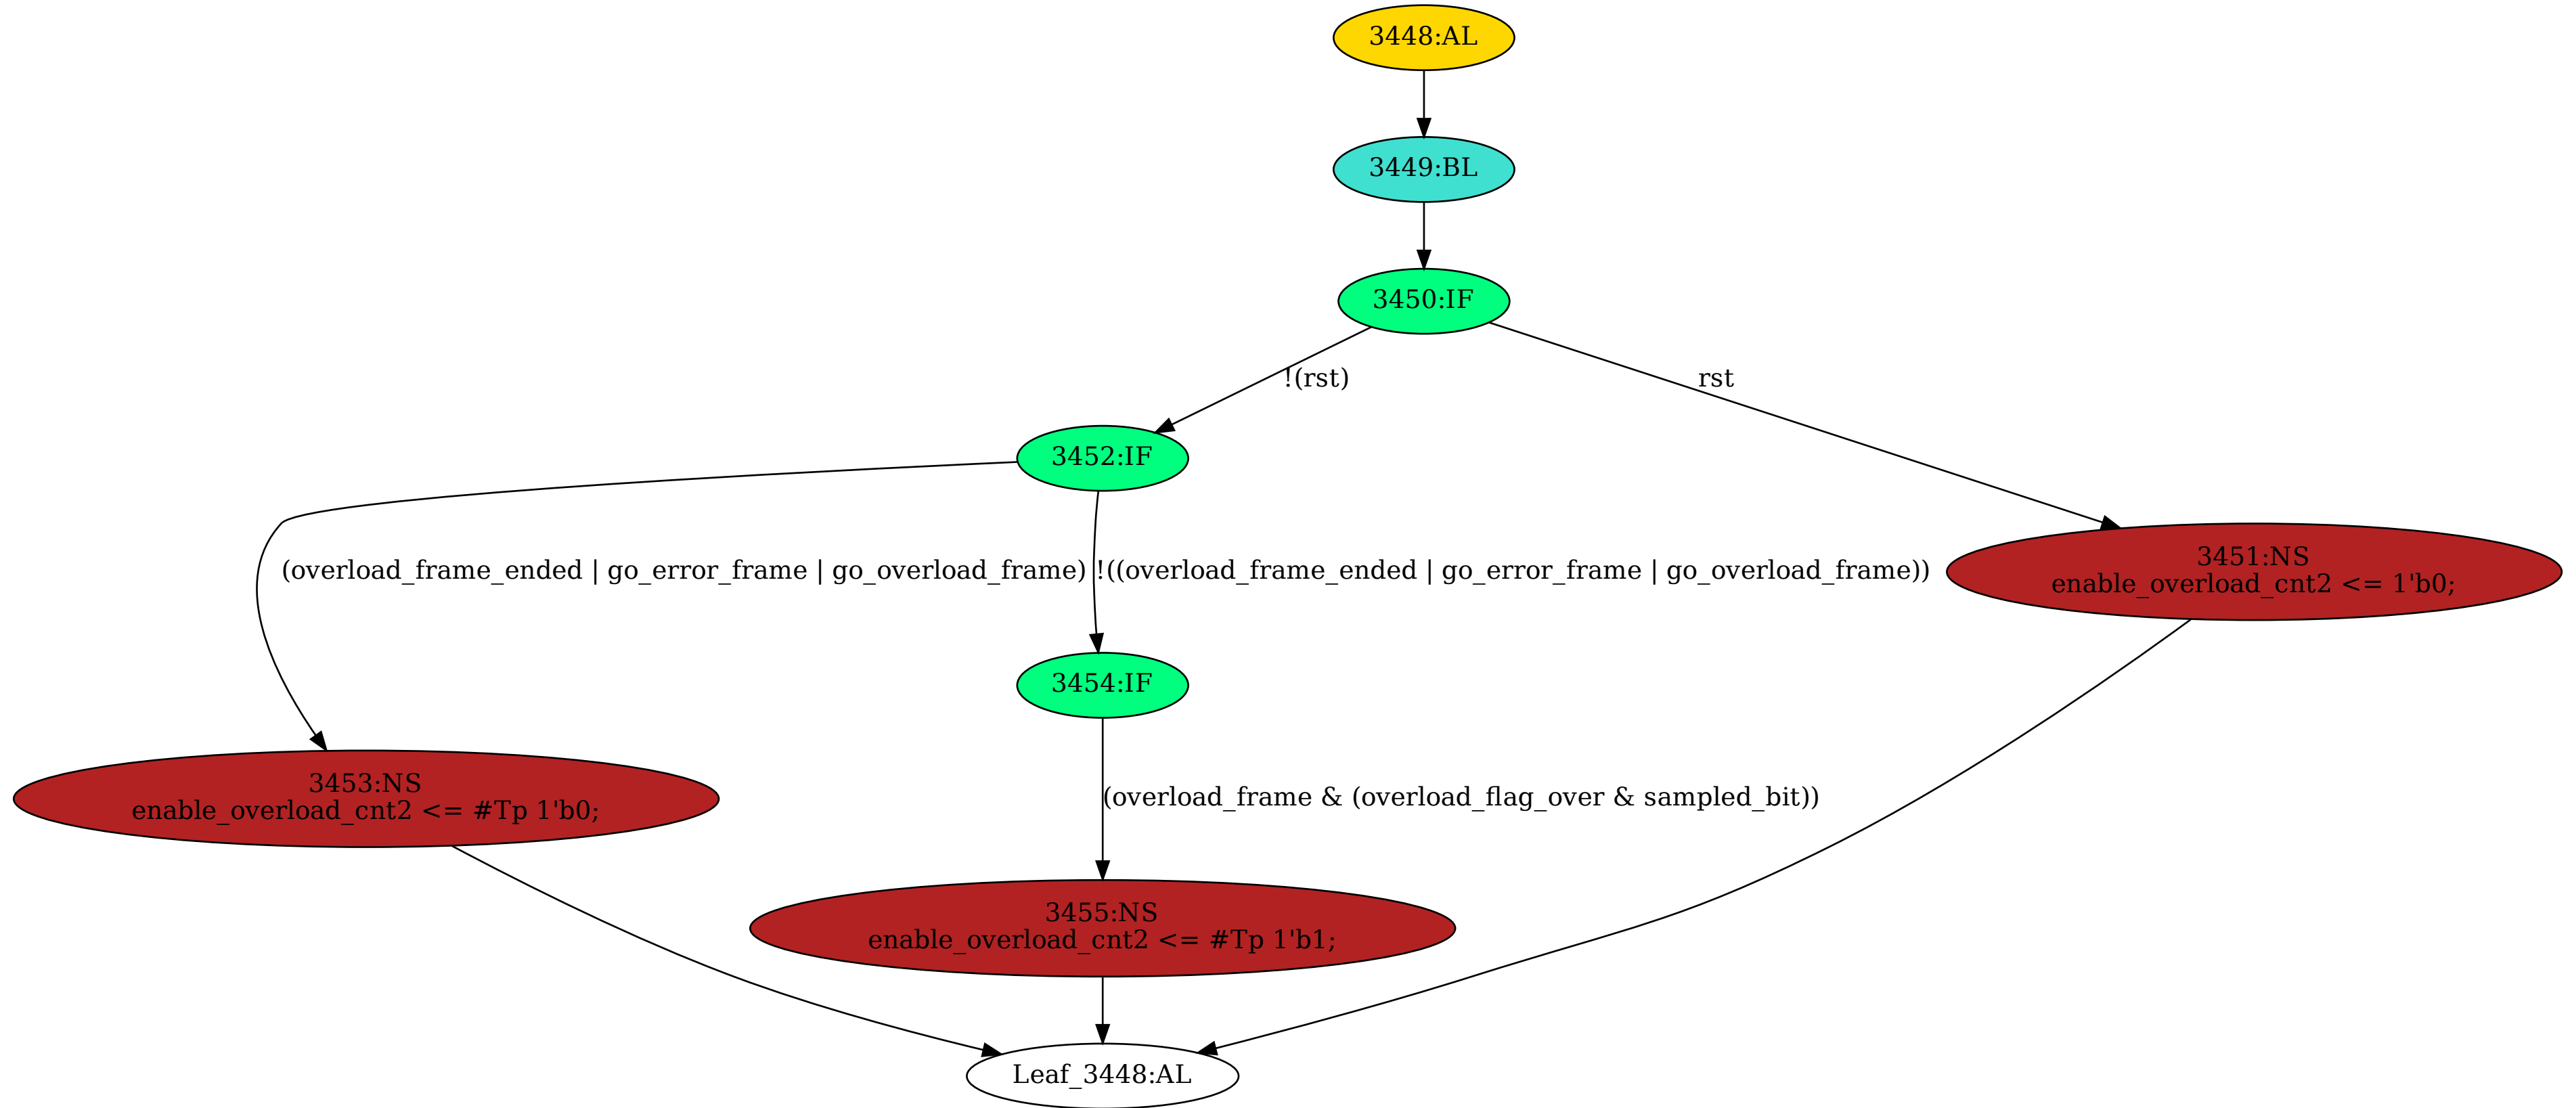 3448:AL
3449:BL
3450:IF
!(rst)
rst
3452:IF
(overload_frame_ended | go_error_frame | go_overload_frame)
!((overload_frame_ended | go_error_frame | go_overload_frame))
3451:NS
enable_overload_cnt2 <= 1'b0;
3454:IF
3453:NS
enable_overload_cnt2 <= #Tp 1'b0;
(overload_frame & (overload_flag_over & sampled_bit))
3455:NS
enable_overload_cnt2 <= #Tp 1'b1;
Leaf_3448:AL